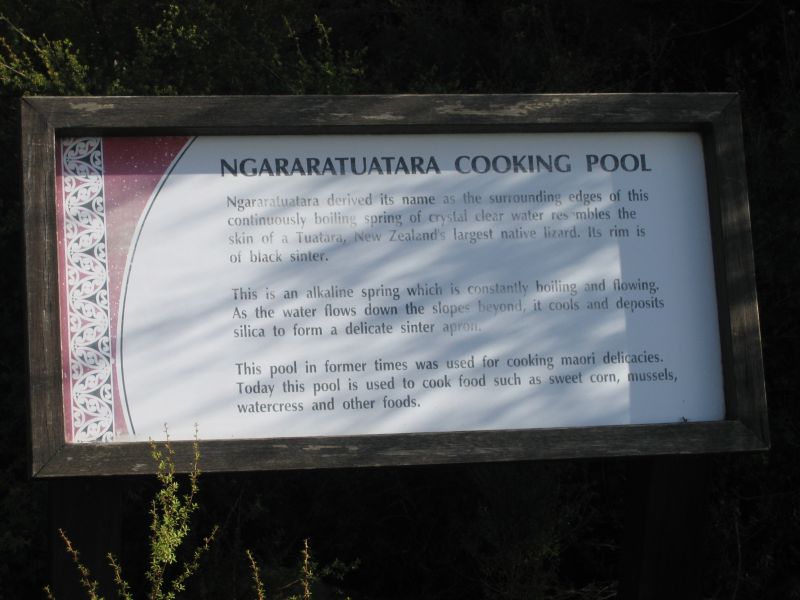 NGARARATUATARA COOKING POOL
Ngararatuatara derived its name as the surrounding edges of this
continuously boiling spring of crystal clear water res mbles the
skin of a Tuatara, New Zealand's largest native lizard. Its rim is
of black sinter.
This is an alkaline spring which is constantly boiling and flowing.
As the water flows down the slopes beyond, it cools and deposits
silica to form a delicate sinter apron.
This pool in former times was used for cooking maori delicacies.
Today this pool is used to cook food such as sweet corn, mussels,
watercress and other foods.